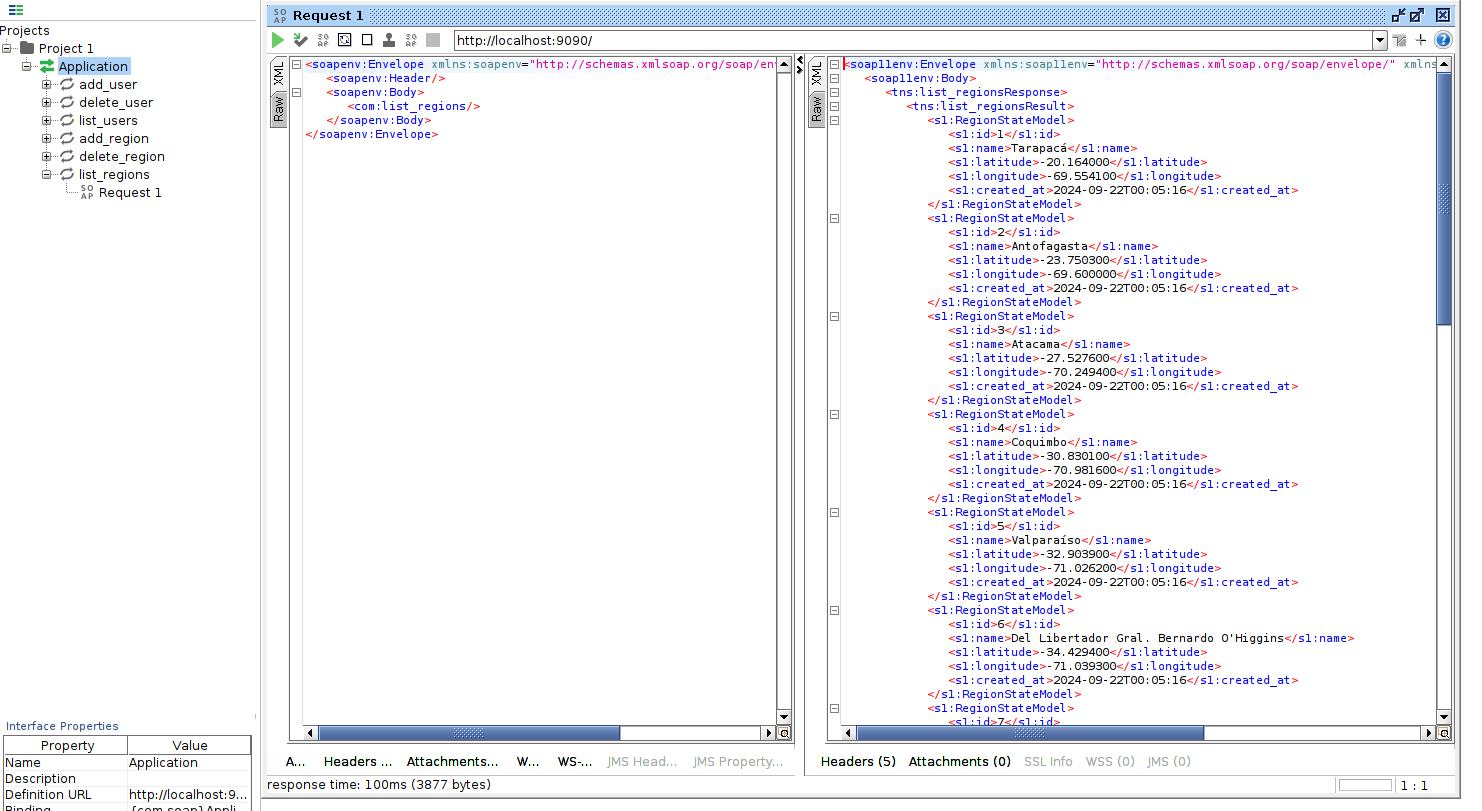 Projects
Project 1
Application
add_user
delete_user
list_users
add_region
delete_region
list_regions
SO AP Request 1
Interface Properties
Property Value
Name Application
Description
Definition URL http://localhost:9...
Binding {com.soap}Appli...
SO AP Request 1
http://localhost:9090/
XML
Raw
<soapenv:Envelope xmlns:soapenv="http://schemas.xmlsoap.org/soap/env
<soapenv:Header/>
<soapenv:Body>
<com:list_regions/>
</soapenv:Body>
</soapenv:Envelope>
A...
Headers ...
Attachments...
W...
WS-...
JMS Head...
JMS Property...
XML
Raw
<soap11env:Envelope xmlns:soap11env="http://schemas.xmlsoap.org/soap/envelope/" xmlns
<soap11env:Body>
<tns:list_regionsResponse>
<tns:list_regionsResult>
<s1:RegionStateModel>
<s1:id>1</s1:id>
<s1:name>Tarapacá</s1:name>
<s1:latitude>-20.164000</s1:latitude>
<s1:longitude>-69.554100</s1:longitude>
<s1:created_at>2024-09-22T00:05:16</s1:created_at>
</s1:RegionStateModel>
<s1:RegionStateModel>
<s1:id>2</s1:id>
<s1:name>Antofagasta</s1:name>
<s1:latitude>-23.750300</s1:latitude>
<s1:longitude>-69.600000</s1:longitude>
<s1:created_at>2024-09-22T00:05:16</s1:created_at>
</s1:RegionStateModel>
<s1:RegionStateModel>
<s1:id>3</s1:id>
<s1:name>Atacama</s1:name>
<s1:latitude>-27.527600</s1:latitude>
<s1:longitude>-70.249400</s1:longitude>
<s1:created_at>2024-09-22T00:05:16</s1:created_at>
</s1:RegionStateModel>
<s1:RegionStateModel>
<s1:id>4</s1:id>
<s1:name>Coquimbo</s1:name>
<s1:latitude>-30.830100</s1:latitude>
<s1:longitude>-70.981600</s1:longitude>
<s1:created_at>2024-09-22T00:05:16</s1:created_at>
</s1:RegionStateModel>
<s1:RegionStateModel>
<s1:id>5</s1:id>
<s1:name>Valparaíso</s1:name>
<s1:latitude>-32.903900</s1:latitude>
<s1:longitude>-71.026200</s1:longitude>
<s1:created_at>2024-09-22T00:05:16</s1:created_at>
</s1:RegionStateModel>
<s1:RegionStateModel>
<s1:id>6</s1:id>
<s1:name>Del Libertador Gral. Bernardo O'Higgins</s1:name>
<s1:latitude>-34.429400</s1:latitude>
<s1:longitude>-71.039300</s1:longitude>
<s1:created_at>2024-09-22T00:05:16</s1:created_at>
</s1:RegionStateModel>
<s1:RegionStateModel>
<s1:id>7</s1:id>
Headers (5)
Attachments (0)
SSL Info
WSS (0)
JMS (0)
response time: 100ms (3877 bytes)
1 : 1